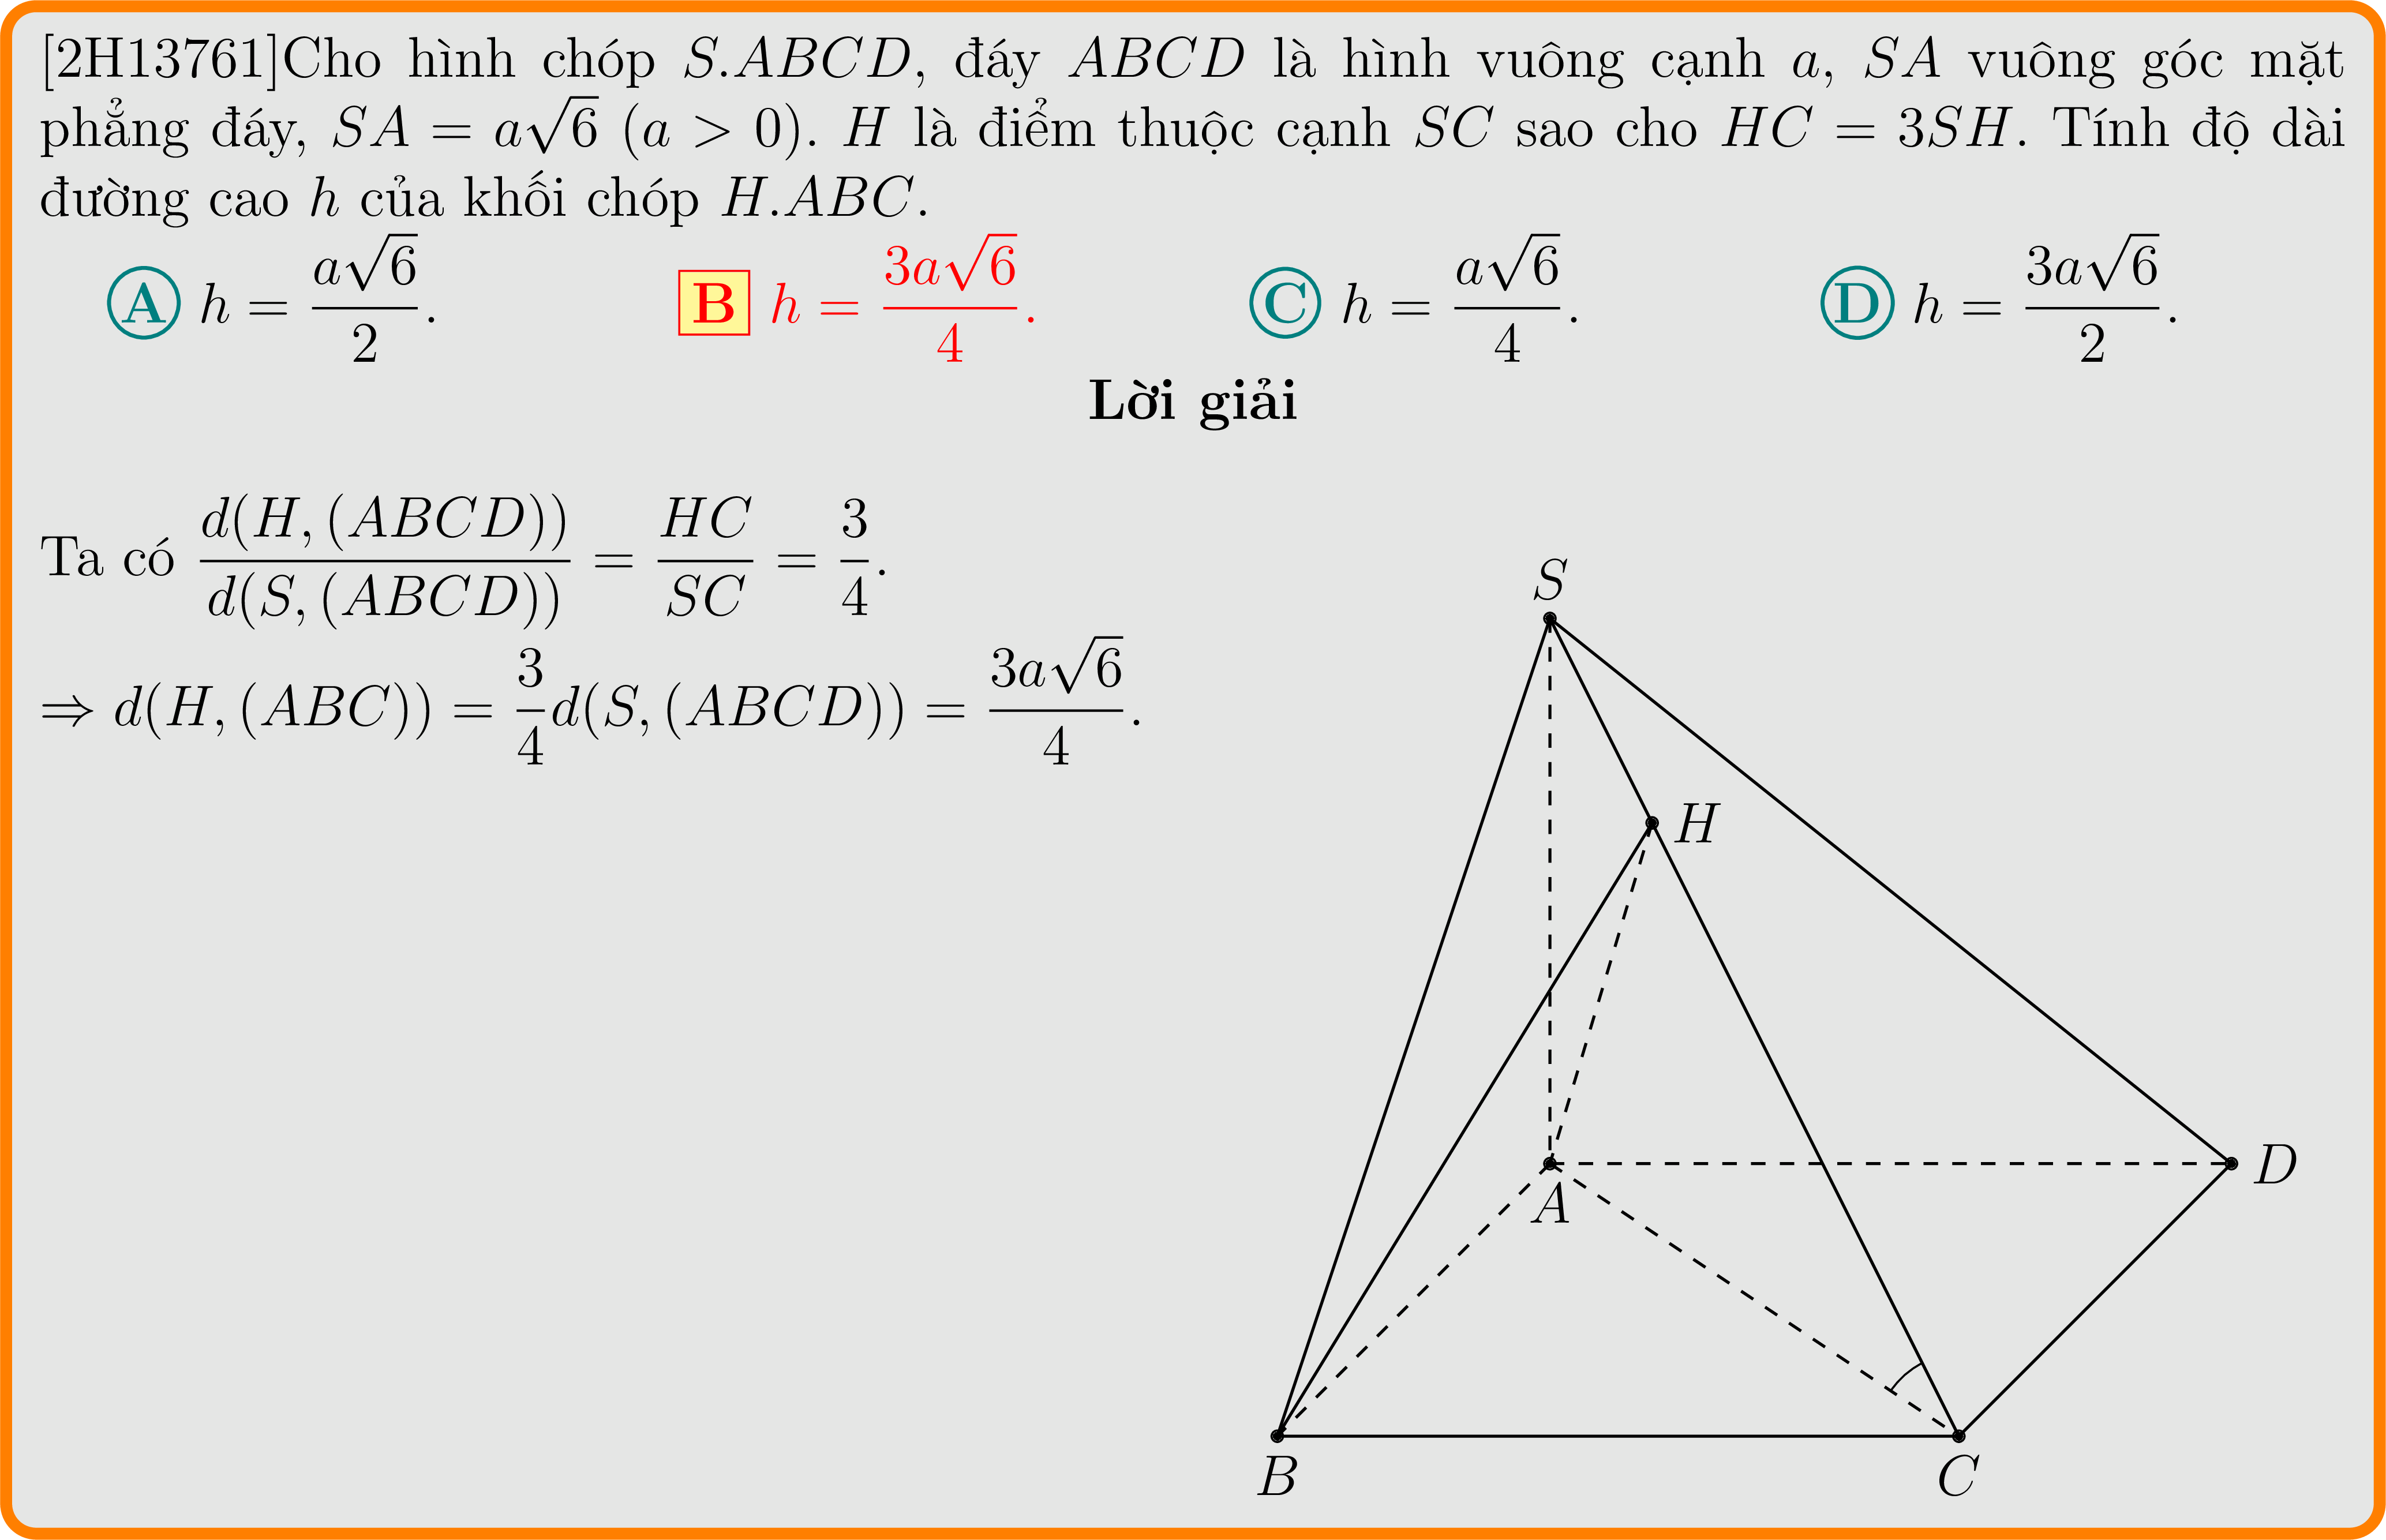 [2H13761]Cho hình chóp S.ABCD, đáy ABCD là hình vuông cạnh a, SA vuông góc mặt
phẳng đáy, SA = a√6 (a > 0). H là điểm thuộc cạnh SC sao cho HC = 3SH. Tính độ dài
đường cao h của khối chóp H.ABC.
A h = \frac{a\sqrt{6}}{2}. B h = \frac{3a\sqrt{6}}{4}. C h = \frac{a\sqrt{6}}{4}. D h = \frac{3a\sqrt{6}}{2}.
Lời giải
Ta có \frac{d(H,(ABCD))}{d(S,(ABCD))} = \frac{HC}{SC} = \frac{3}{4}.
⇒ d(H,(ABC)) = \frac{3}{4}d(S,(ABCD)) = \frac{3a\sqrt{6}}{4}.
S
H
D
A
B
C